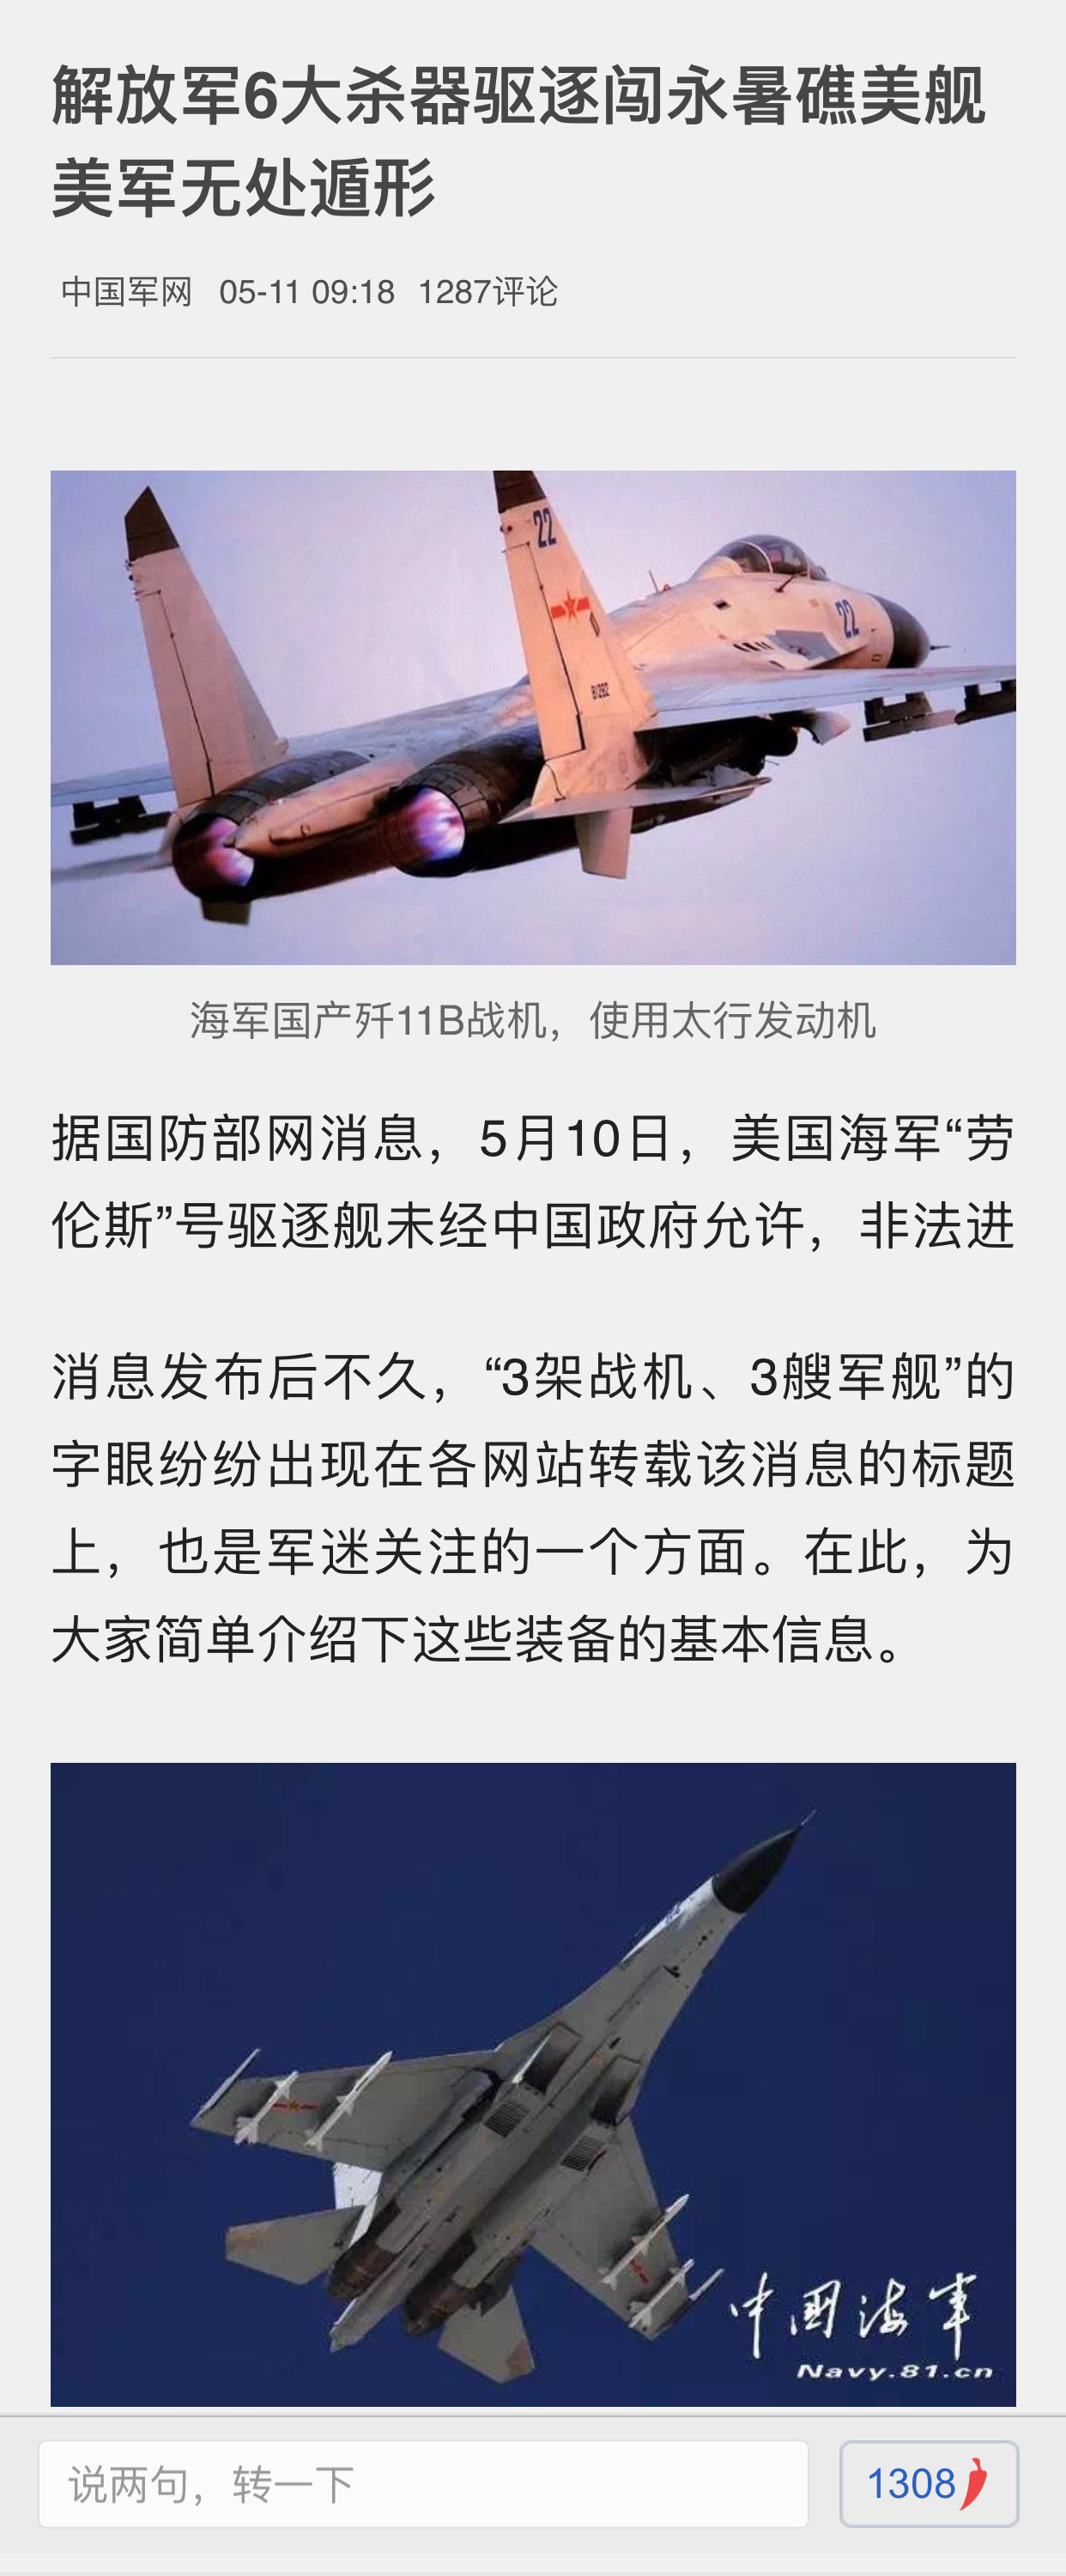 解放军6大杀器驱逐闯永暑礁美舰
美军无处遁形
中国军网 05-11 09:18 1287评论
22
22
81292
海军国产歼11B战机，使用太行发动机
据国防部网消息，5月10日，美国海军“劳
伦斯”号驱逐舰未经中国政府允许，非法进
消息发布后不久，“3架战机、3艘军舰”的
字眼纷纷出现在各网站转载该消息的标题
上，也是军迷关注的一个方面。在此，为
大家简单介绍下这些装备的基本信息。
中国海军
Navy.81.cn
说两句，转一下
1308